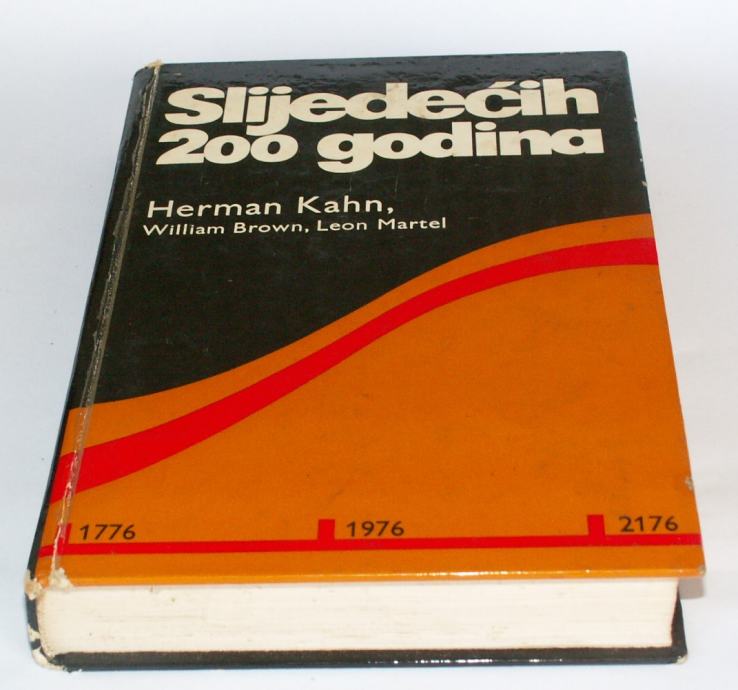 Slijedećih
200 godina
Herman Kahn,
William Brown, Leon Martel
1776 1976 2176